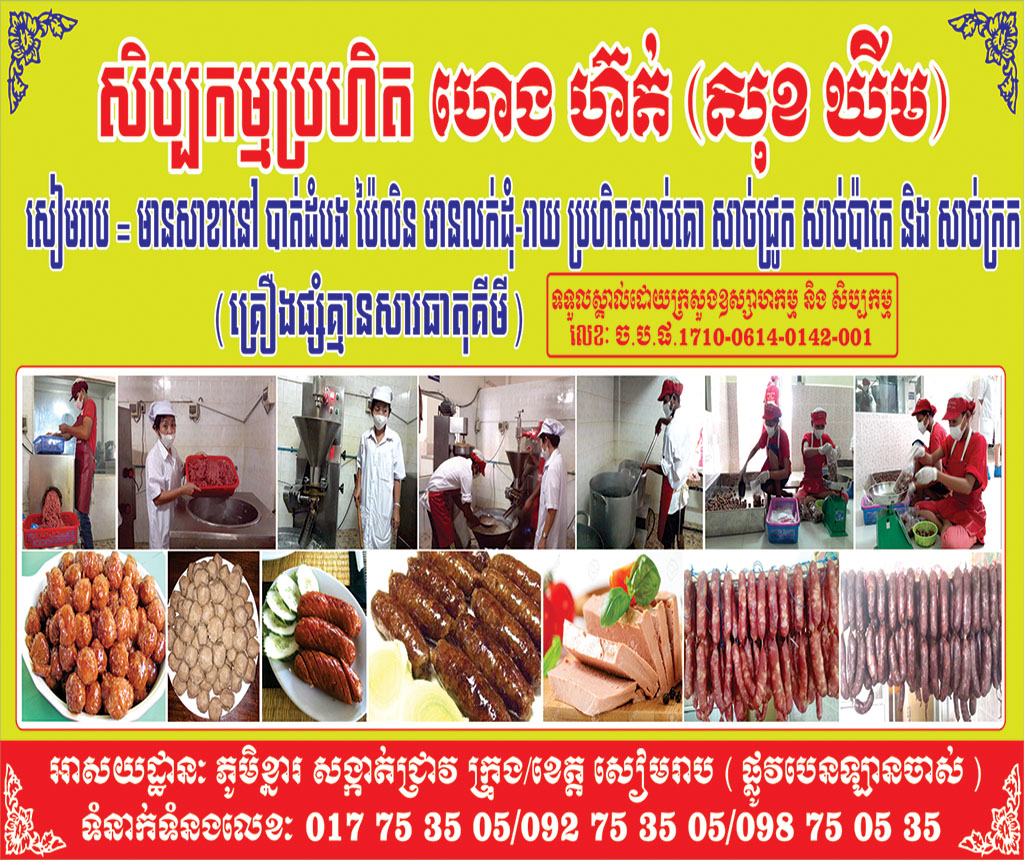 សិប្បកម្មប្រហិត ហេង ហ៊គ់ (សុខ ឃីម)
សៀមរាប = មានសាខានៅ បាត់ដំបង ប៉ៃលិន មានលក់ដុំ-រាយ ប្រហិតសាច់គោ សាច់ជ្រូក សាច់ប៉ាតេ និង សាច់ក្រក
( គ្រឿងផ្សំគ្មានសារធាតុគីមី )
ទទួលស្គាល់ដោយក្រសួងឧស្សាហកម្ម និង សិប្បកម្ម
លេខ: ច.ប.ផ.1710-0614-0142-001
អាសយដ្ឋាន: ភូមិខ្នារ សង្កាត់ជ្រាវ ក្រុង/ខេត្ត សៀមរាប ( ផ្លូវបេនឡានចាស់ )
ទំនាក់ទំនងលេខ: 017 75 35 05/092 75 35 05/098 75 0 5 35